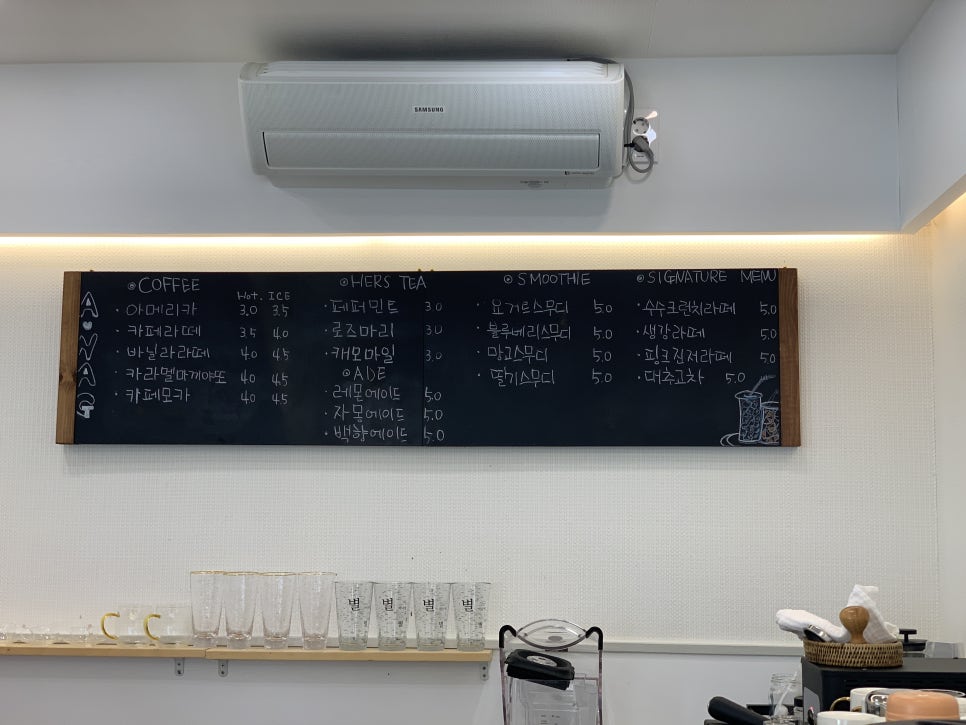 SAMSUNG
COFFEE
Hot. ICE
· 아메리카 3.0 3.5
· 카페라떼 3.5 4.0
· 바닐라라떼 4.0 4.5
· 카라멜마끼야또 4.0 4.5
· 카페모카 4.0 4.5
HERS TEA
· 페퍼민트 3.0
· 로즈마리 3.0
· 캐모마일 3.0
ADE
· 레몬에이드 5.0
· 자몽에이드 5.0
· 백향에이드 5.0
SMOOTHIE
· 요거트스무디 5.0
· 블루베리스무디 5.0
· 망고스무디 5.0
· 딸기스무디 5.0
SIGNATURE MENU
· 수수크런치라떼 5.0
· 생강라떼 5.0
· 핑크진저라떼 5.0
· 대추고차 5.0
별
별
별
별